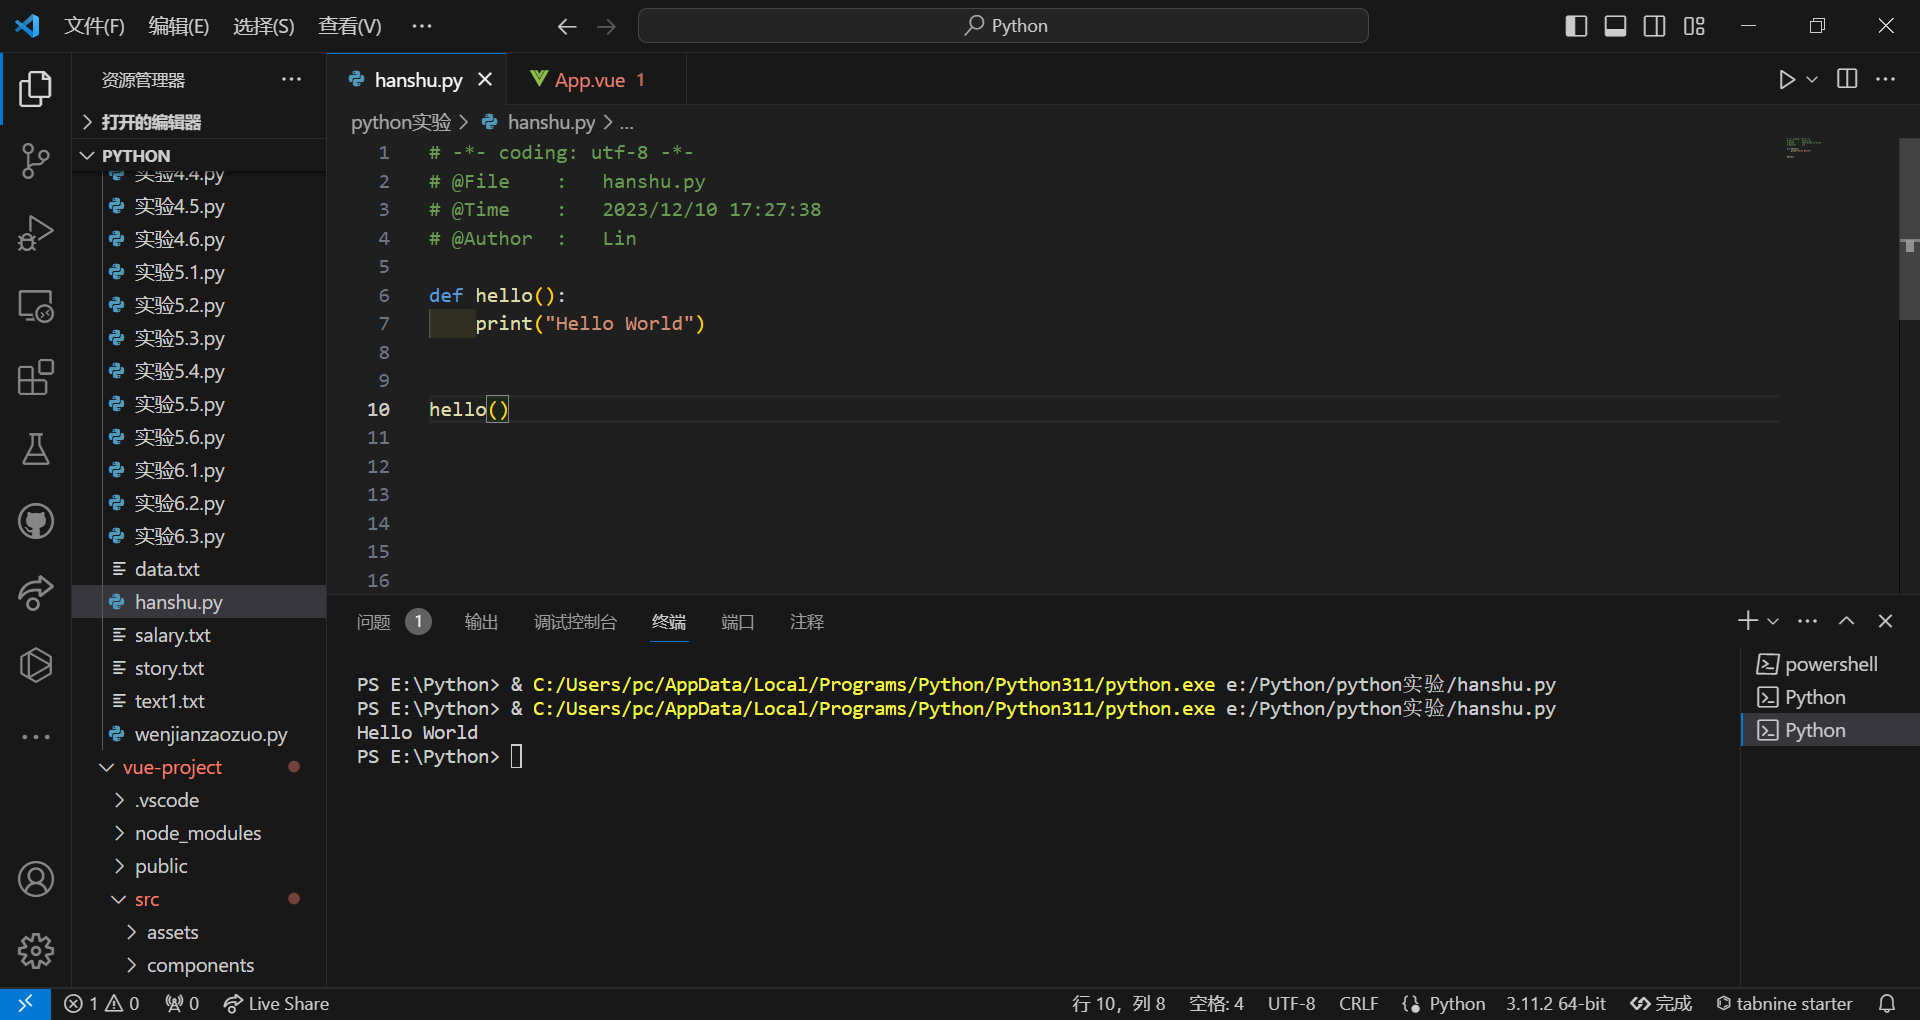 文件(F) 编辑(E) 选择(S) 查看(V) ··· Python
资源管理器 ···
打开的编辑器
PYTHON
实验4.4.py
实验4.5.py
实验4.6.py
实验5.1.py
实验5.2.py
实验5.3.py
实验5.4.py
实验5.5.py
实验5.6.py
实验6.1.py
实验6.2.py
实验6.3.py
data.txt
hanshu.py
salary.txt
story.txt
text1.txt
wenjianzaozuo.py
vue-project
.vscode
node_modules
public
src
assets
components
hanshu.py App.vue 1
python实验 > hanshu.py > ...
1 # -*- coding: utf-8 -*-
2 # @File    :   hanshu.py
3 # @Time    :   2023/12/10 17:27:38
4 # @Author  :   Lin
5
6 def hello():
7     print("Hello World")
8
9
10 hello()
11
12
13
14
15
16
问题 1 输出 调试控制台 终端 端口 注释
PS E:\Python> & C:/Users/pc/AppData/Local/Programs/Python/Python311/python.exe e:/Python/python实验/hanshu.py
PS E:\Python> & C:/Users/pc/AppData/Local/Programs/Python/Python311/python.exe e:/Python/python实验/hanshu.py
Hello World
PS E:\Python>
powershell
Python
Python
1 0 0 Live Share 行 10，列 8 空格: 4 UTF-8 CRLF Python 3.11.2 64-bit 完成 tabnine starter